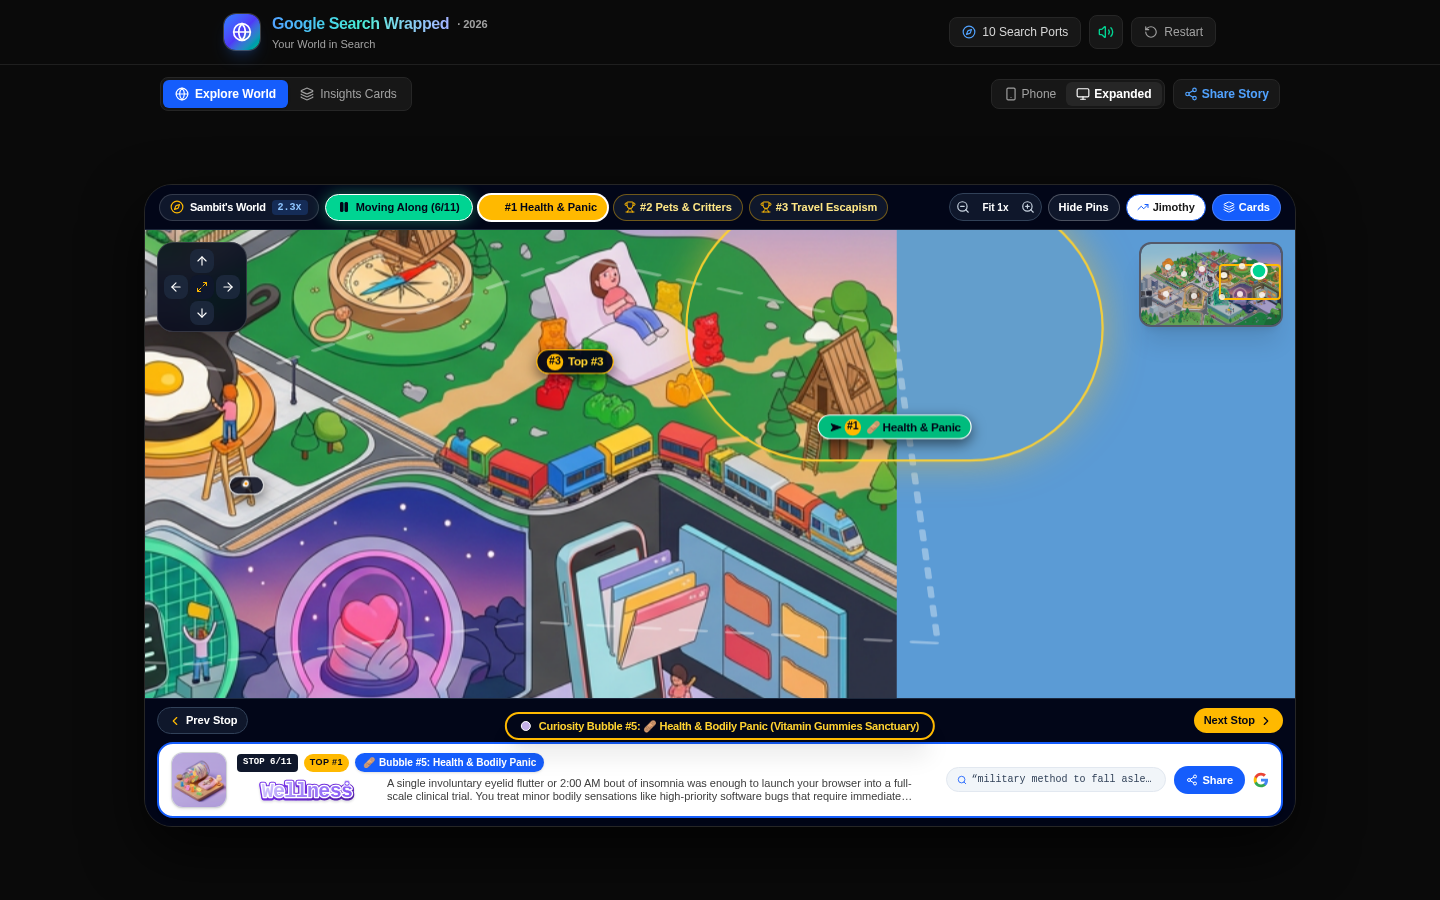 Google Search Wrapped · 2026
Your World in Search
10 Search Ports
Restart
Explore World
Insights Cards
Phone
Expanded
Share Story
Sambit's World 2.3x
Moving Along (6/11)
#1 Health & Panic
#2 Pets & Critters
#3 Travel Escapism
Fit 1x
Hide Pins
Jimothy
Cards
#3 Top #3
#1 Health & Panic
Prev Stop
Curiosity Bubble #5: Health & Bodily Panic (Vitamin Gummies Sanctuary)
Next Stop
STOP 6/11
TOP #1
Bubble #5: Health & Bodily Panic
Wellness
A single involuntary eyelid flutter or 2:00 AM bout of insomnia was enough to launch your browser into a full-
scale clinical trial. You treat minor bodily sensations like high-priority software bugs that require immediate…
“military method to fall asle…
Share